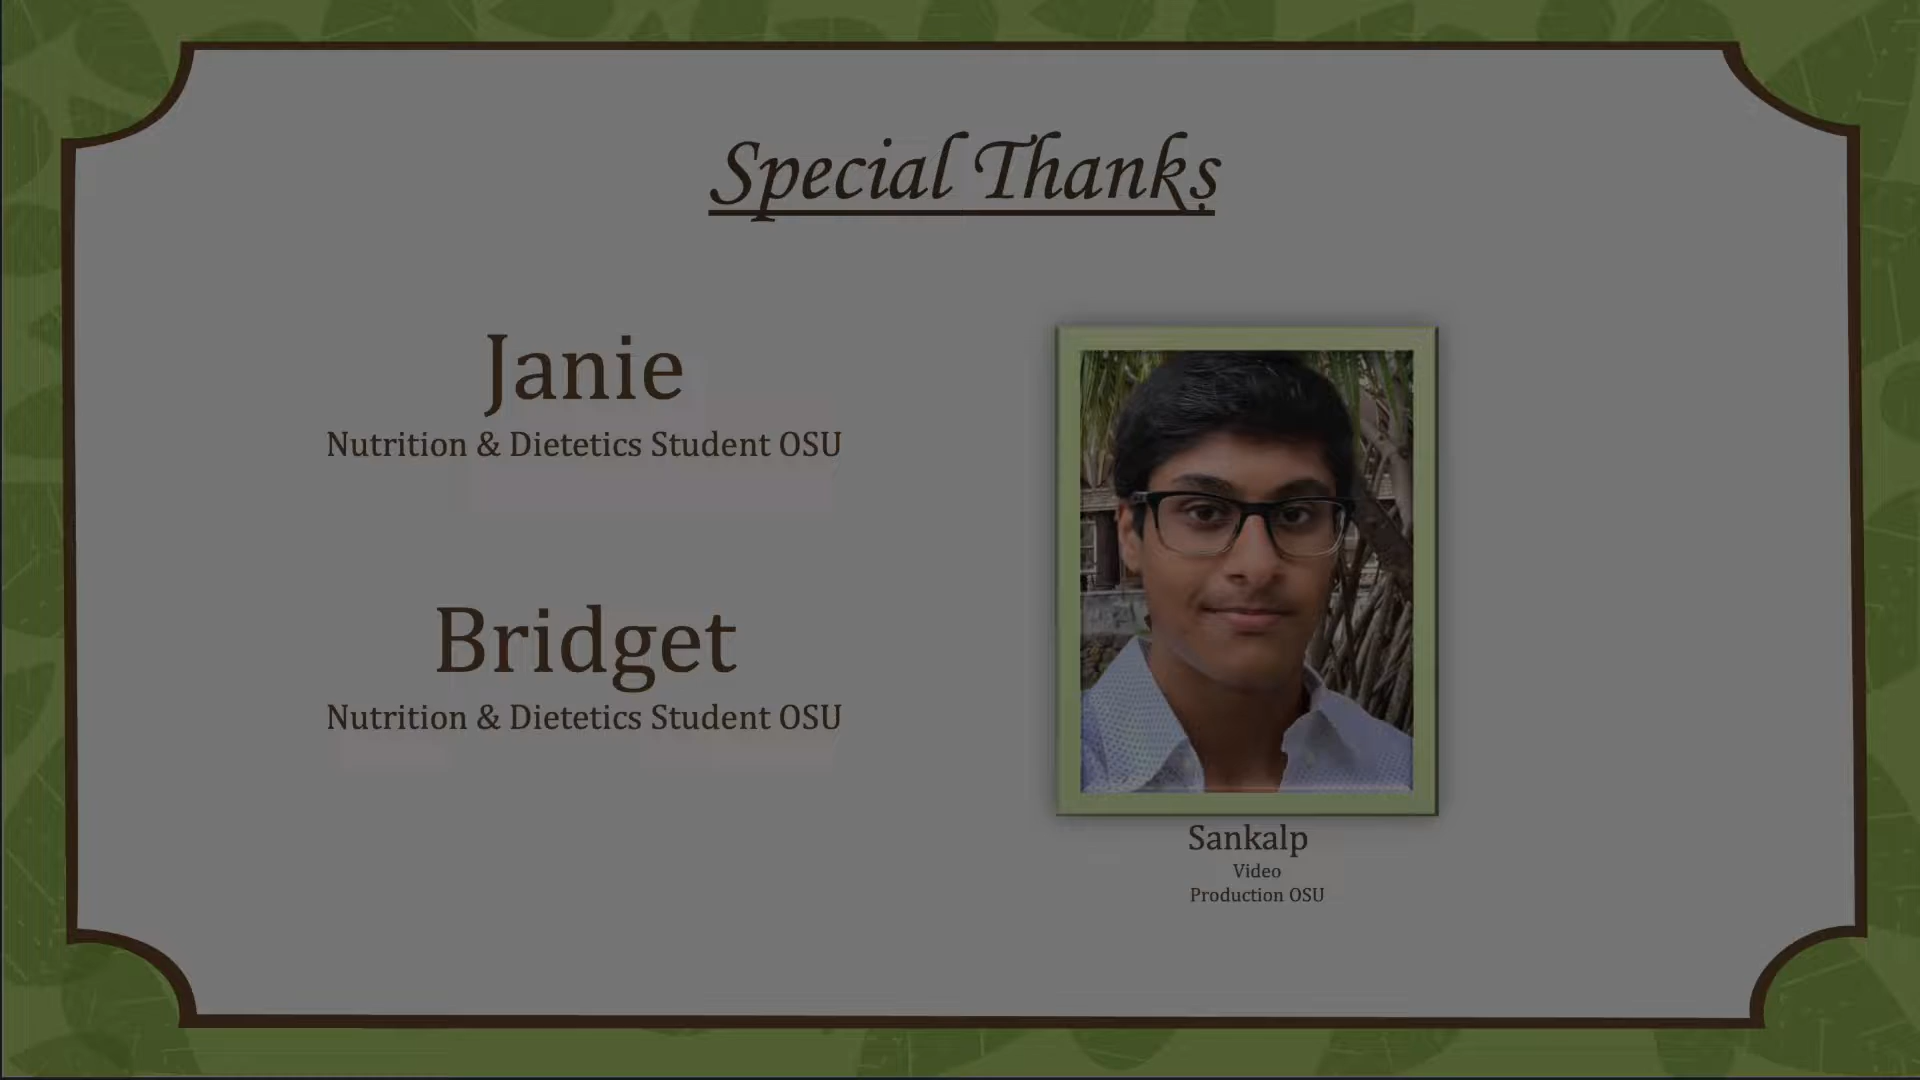 Special Thanks
Janie
Nutrition & Dietetics Student OSU
Bridget
Nutrition & Dietetics Student OSU
Sankalp
Video
Production OSU